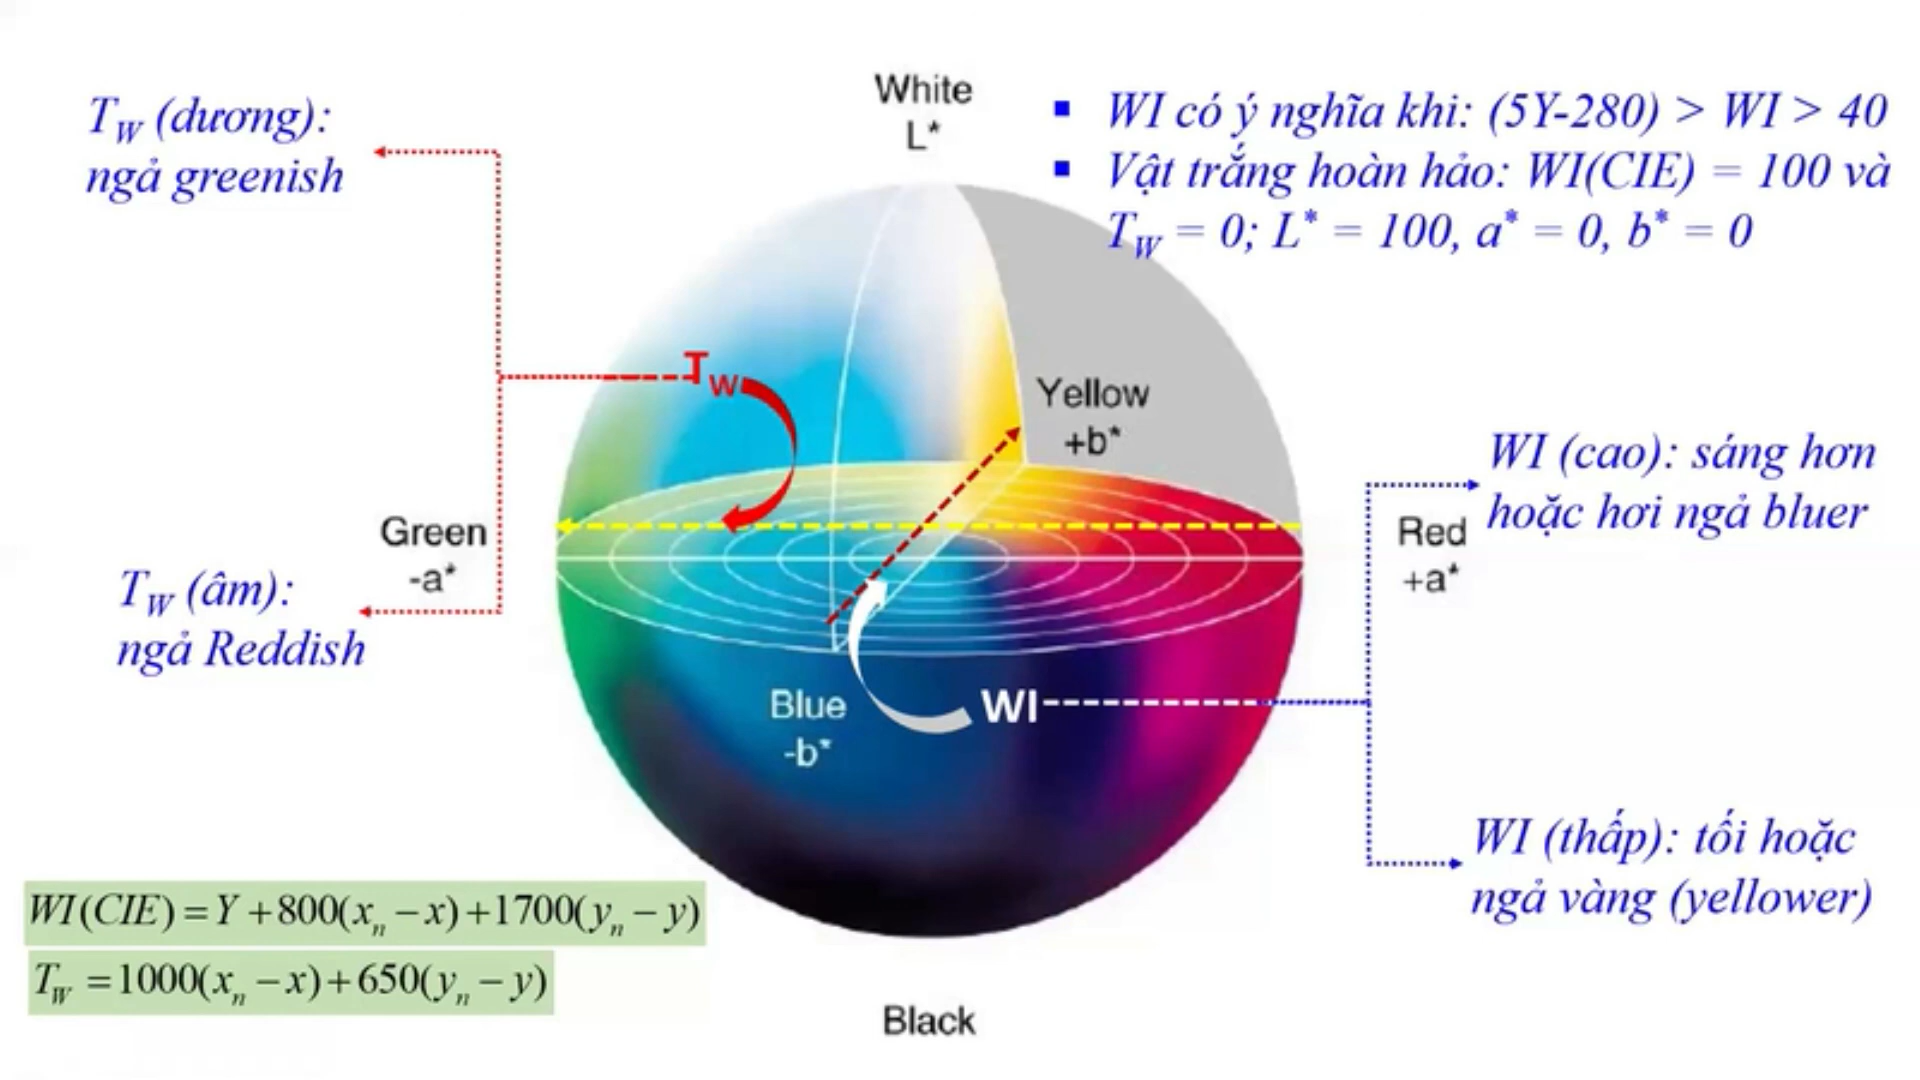 White
L*
T_W (dương):
ngả greenish
▪ WI có ý nghĩa khi: (5Y-280) > WI > 40
▪ Vật trắng hoàn hảo: WI(CIE) = 100 và
T_W = 0; L* = 100, a* = 0, b* = 0
T_W
Yellow
+b*
Green
-a*
Red
+a*
WI (cao): sáng hơn
hoặc hơi ngả bluer
T_W (âm):
ngả Reddish
Blue
-b*
WI
WI (thấp): tối hoặc
ngả vàng (yellower)
WI(CIE) = Y + 800(x_n − x) + 1700(y_n − y)
T_W = 1000(x_n − x) + 650(y_n − y)
Black